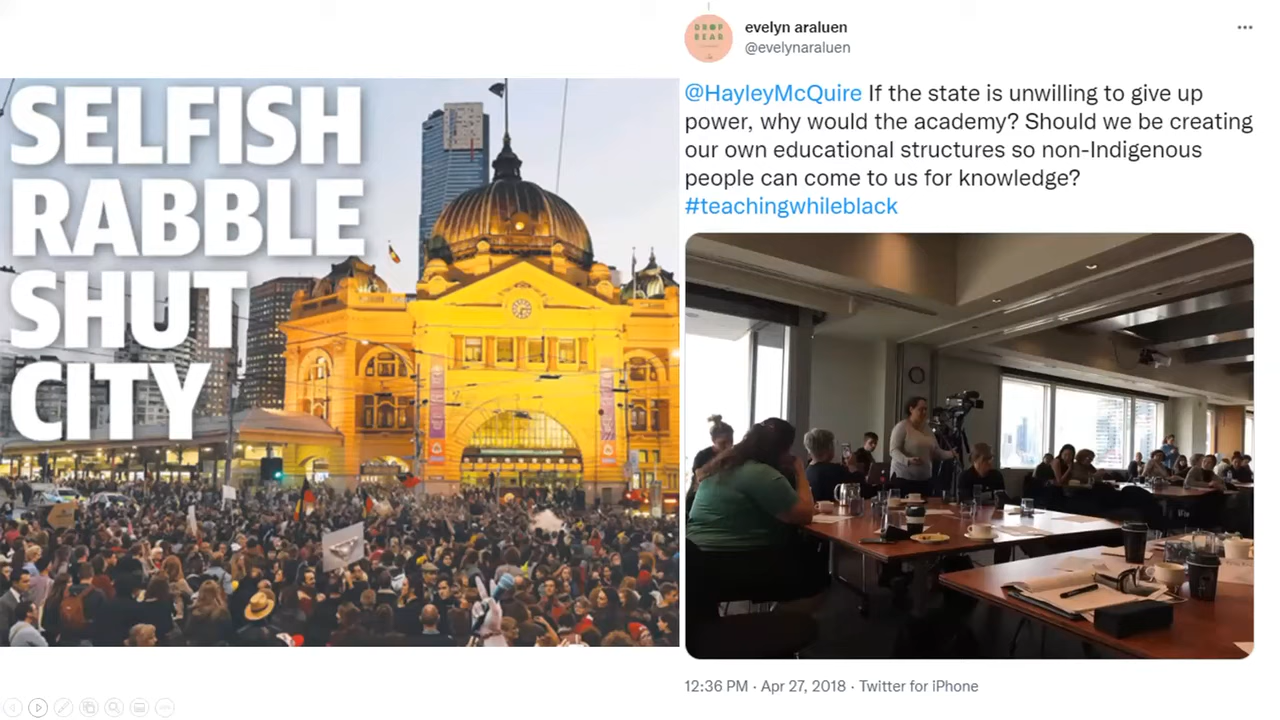 SELFISH
RABBLE
SHUT
CITY
DROP
BEAR
evelyn araluen
@evelynaraluen
@HayleyMcQuire If the state is unwilling to give up
power, why would the academy? Should we be creating
our own educational structures so non-Indigenous
people can come to us for knowledge?
#teachingwhileblack
12:36 PM · Apr 27, 2018 · Twitter for iPhone